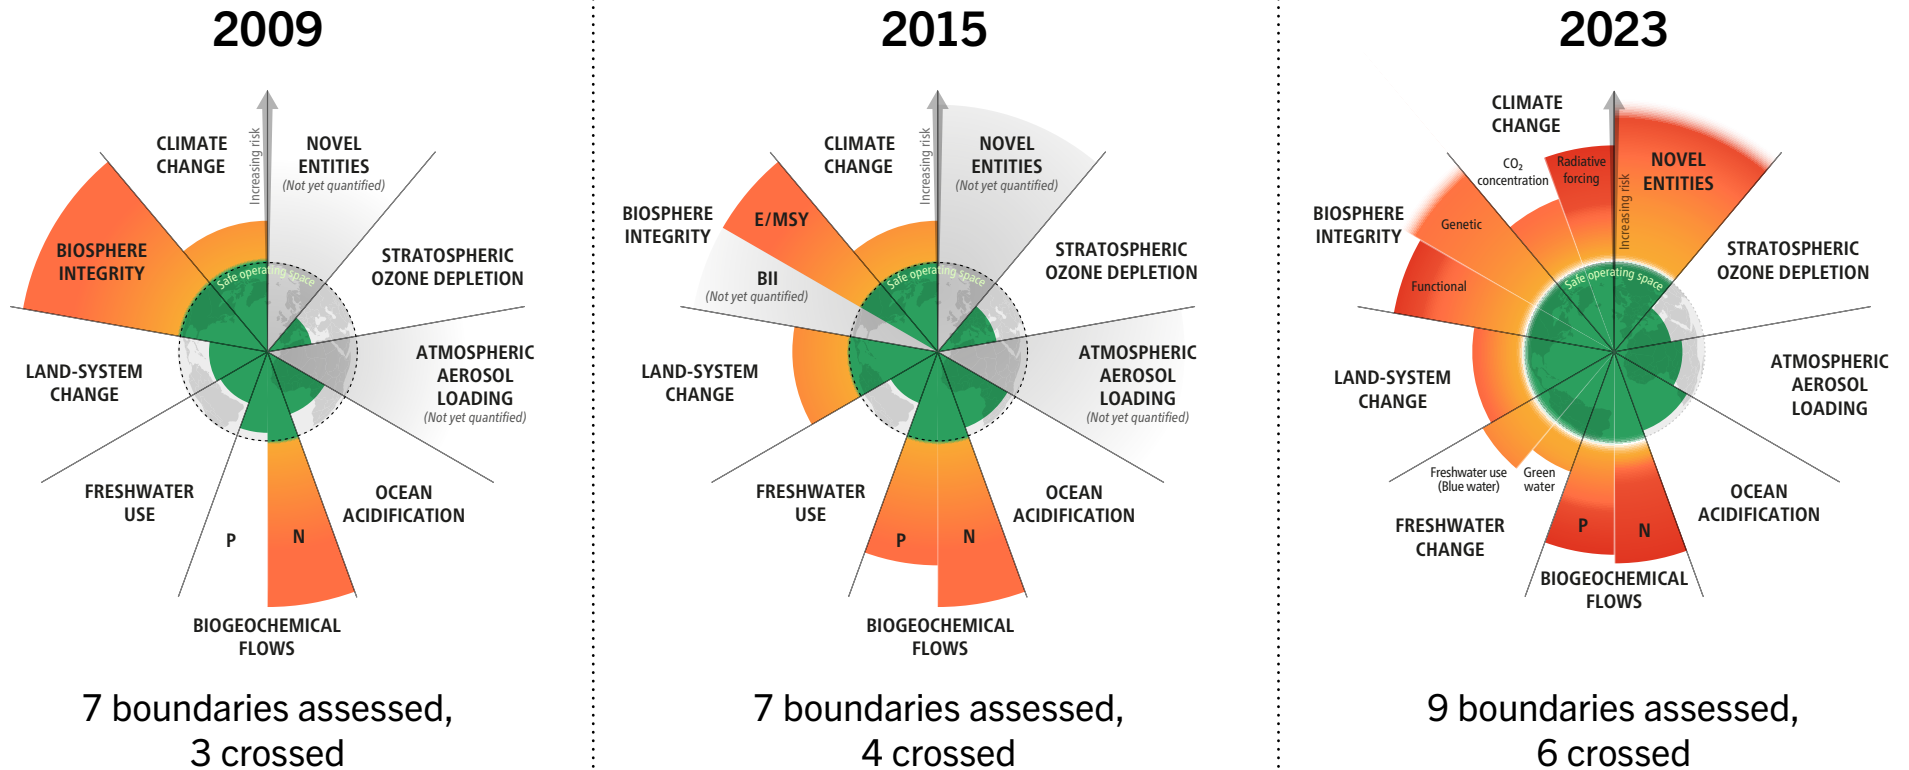 2009
CLIMATE
CHANGE
Increasing risk
NOVEL
ENTITIES
(Not yet quantified)
BIOSPHERE
INTEGRITY
Safe operating space
STRATOSPHERIC
OZONE DEPLETION
LAND-SYSTEM
CHANGE
ATMOSPHERIC
AEROSOL
LOADING
(Not yet quantified)
FRESHWATER
USE
P
N
OCEAN
ACIDIFICATION
BIOGEOCHEMICAL
FLOWS
7 boundaries assessed,
3 crossed
2015
CLIMATE
CHANGE
Increasing risk
NOVEL
ENTITIES
(Not yet quantified)
BIOSPHERE
INTEGRITY
E/MSY
BII
(Not yet quantified)
Safe operating space
STRATOSPHERIC
OZONE DEPLETION
LAND-SYSTEM
CHANGE
ATMOSPHERIC
AEROSOL
LOADING
(Not yet quantified)
FRESHWATER
USE
P
N
OCEAN
ACIDIFICATION
BIOGEOCHEMICAL
FLOWS
7 boundaries assessed,
4 crossed
2023
CLIMATE
CHANGE
CO₂
concentration
Radiative
forcing
Increasing risk
NOVEL
ENTITIES
BIOSPHERE
INTEGRITY
Genetic
Functional
Safe operating space
STRATOSPHERIC
OZONE DEPLETION
LAND-SYSTEM
CHANGE
ATMOSPHERIC
AEROSOL
LOADING
Freshwater use
(Blue water)
Green
water
FRESHWATER
CHANGE
P
N
OCEAN
ACIDIFICATION
BIOGEOCHEMICAL
FLOWS
9 boundaries assessed,
6 crossed